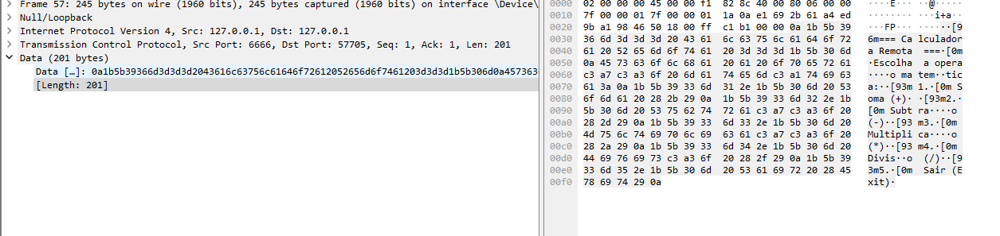 Frame 57: 245 bytes on wire (1960 bits), 245 bytes captured (1960 bits) on interface \Device\
Null/Loopback
Internet Protocol Version 4, Src: 127.0.0.1, Dst: 127.0.0.1
Transmission Control Protocol, Src Port: 6666, Dst Port: 57705, Seq: 1, Ack: 1, Len: 201
Data (201 bytes)
Data […]: 0a1b5b39366d3d3d3d2043616c63756c61646f72612052656d6f7461203d3d3d1b5b306d0a457363
[Length: 201]
0000 02 00 00 00 45 00 00 f1 82 8c 40 00 80 06 00 00 ····E··· ··@·····
0010 7f 00 00 01 7f 00 00 01 1a 0a e1 69 2b 61 a4 ed ········ ···i+a··
0020 9b a1 98 46 50 18 00 ff c1 b1 00 00 0a 1b 5b 39 ···FP··· ······[9
0030 36 6d 3d 3d 3d 20 43 61 6c 63 75 6c 61 64 6f 72 6m=== Ca lculador
0040 61 20 52 65 6d 6f 74 61 20 3d 3d 3d 1b 5b 30 6d a Remota ===·[0m
0050 0a 45 73 63 6f 6c 68 61 20 61 20 6f 70 65 72 61 ·Escolha a opera
0060 c3 a7 c3 a3 6f 20 6d 61 74 65 6d c3 a1 74 69 63 ····o ma tem··tic
0070 61 3a 0a 1b 5b 39 33 6d 31 2e 1b 5b 30 6d 20 53 a:··[93m 1.·[0m S
0080 6f 6d 61 20 28 2b 29 0a 1b 5b 39 33 6d 32 2e 1b oma (+)· ·[93m2.·
0090 5b 30 6d 20 53 75 62 74 72 61 c3 a7 c3 a3 6f 20 [0m Subt ra····o
00a0 28 2d 29 0a 1b 5b 39 33 6d 33 2e 1b 5b 30 6d 20 (-)··[93 m3.·[0m
00b0 4d 75 6c 74 69 70 6c 69 63 61 c3 a7 c3 a3 6f 20 Multipli ca····o
00c0 28 2a 29 0a 1b 5b 39 33 6d 34 2e 1b 5b 30 6d 20 (*)··[93 m4.·[0m
00d0 44 69 76 69 73 c3 a3 6f 20 28 2f 29 0a 1b 5b 39 Divis··o (/)··[9
00e0 33 6d 35 2e 1b 5b 30 6d 20 53 61 69 72 20 28 45 3m5.·[0m Sair (E
00f0 78 69 74 29 0a xit)·